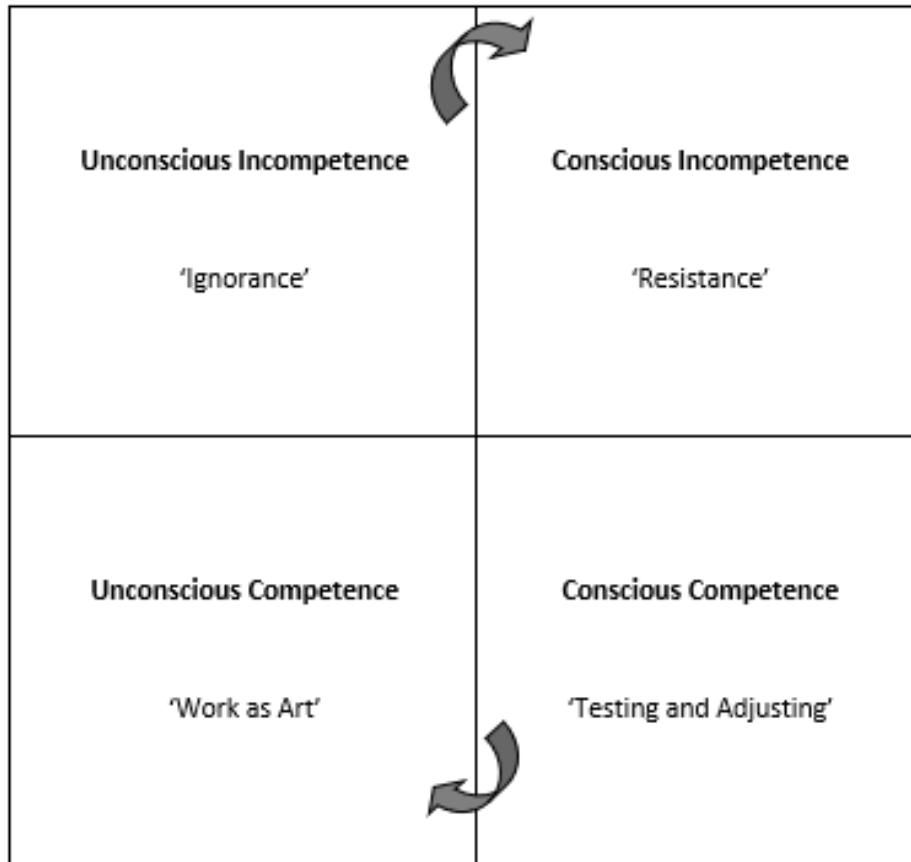 Unconscious Incompetence
‘Ignorance’
Conscious Incompetence
‘Resistance’
Unconscious Competence
‘Work as Art’
Conscious Competence
‘Testing and Adjusting’